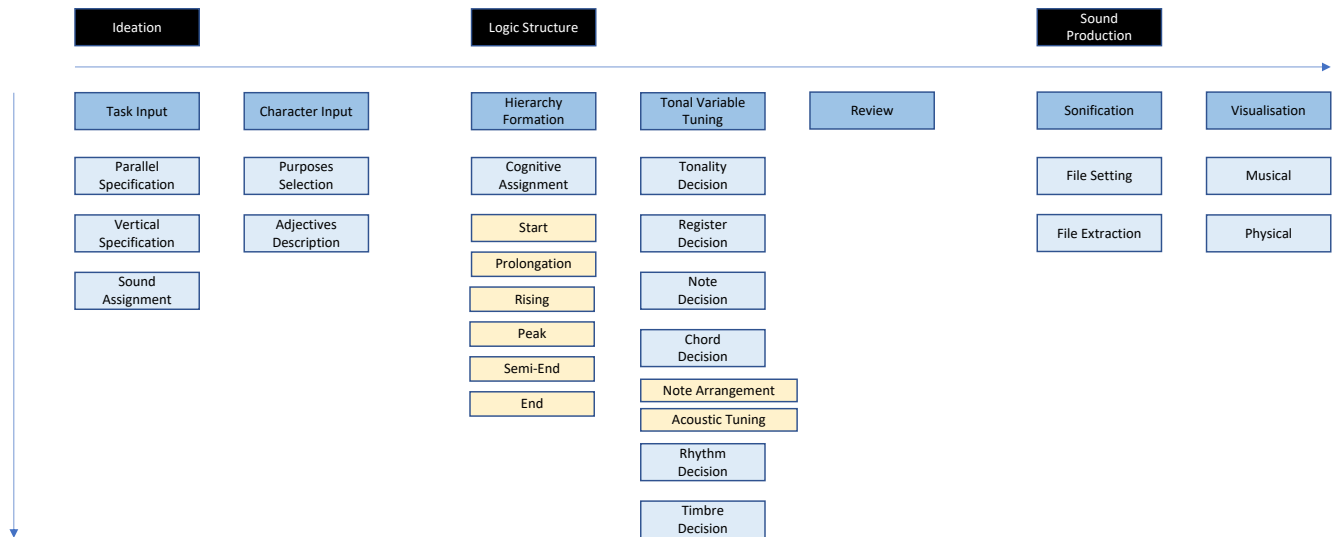 Ideation
Logic Structure
Sound
Production
Task Input
Character Input
Hierarchy
Formation
Tonal Variable
Tuning
Review
Sonification
Visualisation
Parallel
Specification
Purposes
Selection
Cognitive
Assignment
Tonality
Decision
File Setting
Musical
Vertical
Specification
Adjectives
Description
Start
Register
Decision
File Extraction
Physical
Prolongation
Sound
Assignment
Rising
Note
Decision
Peak
Chord
Decision
Semi-End
Note Arrangement
End
Acoustic Tuning
Rhythm
Decision
Timbre
Decision